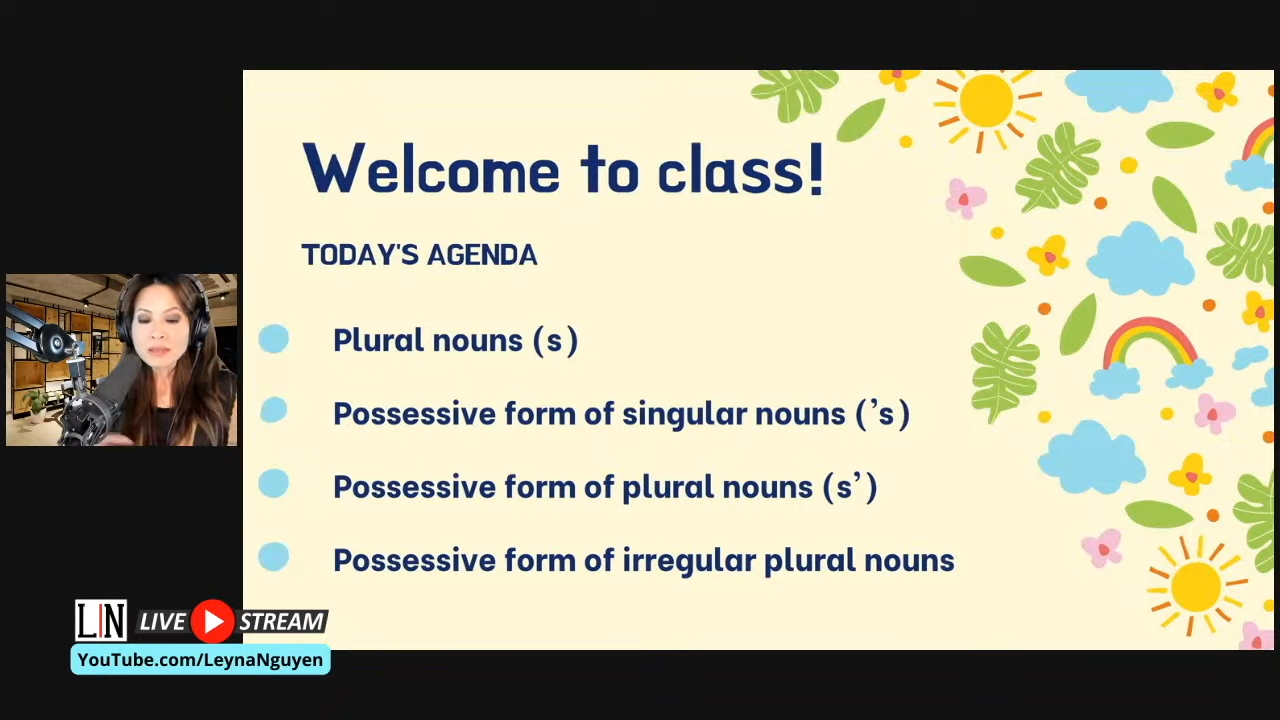 Welcome to class!
TODAY'S AGENDA
Plural nouns (s)
Possessive form of singular nouns (’s)
Possessive form of plural nouns (s’)
Possessive form of irregular plural nouns
LN LIVE STREAM
YouTube.com/LeynaNguyen